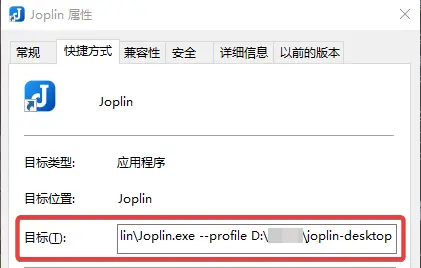 Joplin 属性
常规
快捷方式
兼容性
安全
详细信息
以前的版本
Joplin
目标类型:
应用程序
目标位置:
Joplin
目标(T):
lin\Joplin.exe --profile D:\ \joplin-desktop